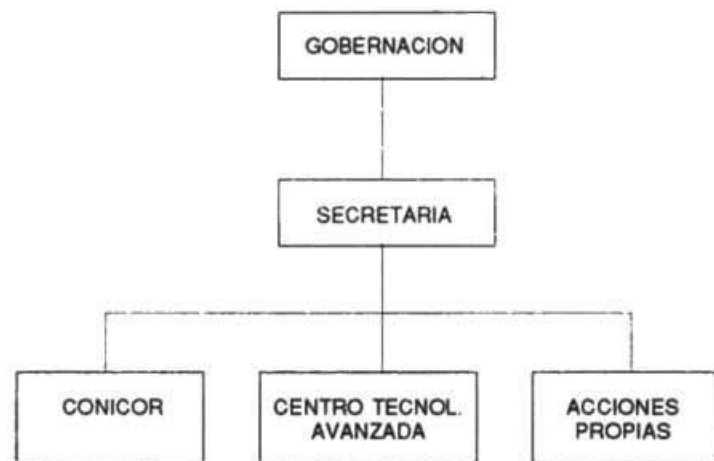 GOBERNACION
SECRETARIA
CONICOR
CENTRO TECNOL.
AVANZADA
ACCIONES
PROPIAS